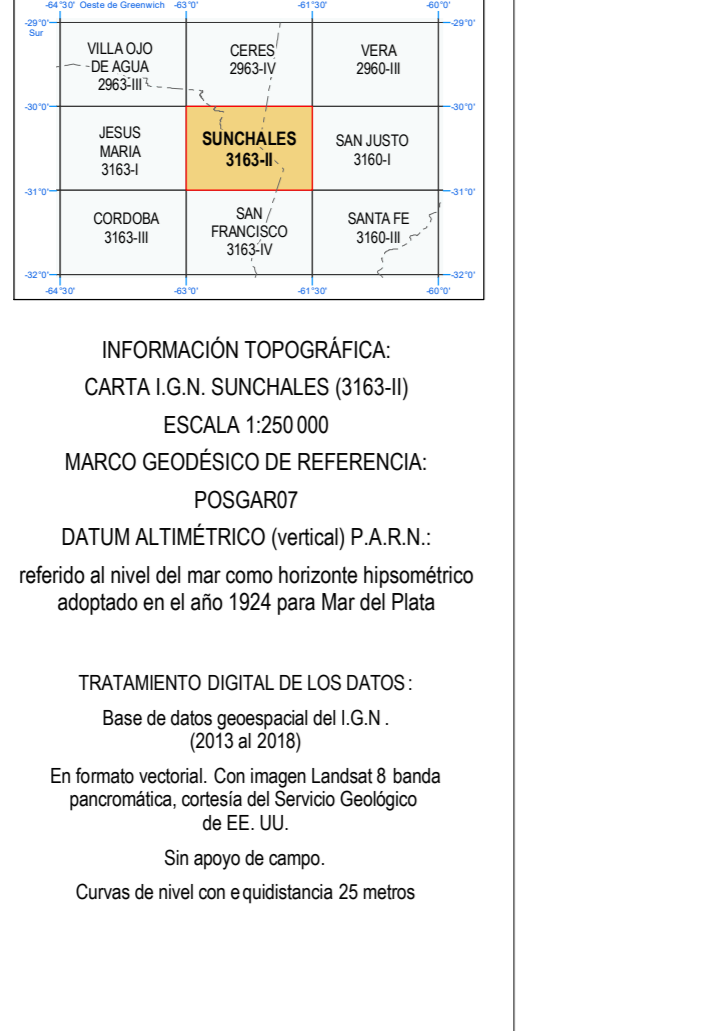 -64°30' Oeste de Greenwich -63°0' -61°30' -60°0'
-29°0' -29°0'
Sur
VILLA OJO
DE AGUA
2963-III
CERES
2963-IV
VERA
2960-III
-30°0' -30°0'
JESUS
MARIA
3163-I
SUNCHALES
3163-II
SAN JUSTO
3160-I
-31°0' -31°0'
CORDOBA
3163-III
SAN
FRANCISCO
3163-IV
SANTA FE
3160-III
-32°0' -32°0'
-64°30' -63°0' -61°30' -60°0'
INFORMACIÓN TOPOGRÁFICA:
CARTA I.G.N. SUNCHALES (3163-II)
ESCALA 1:250 000
MARCO GEODÉSICO DE REFERENCIA:
POSGAR07
DATUM ALTIMÉTRICO (vertical) P.A.R.N.:
referido al nivel del mar como horizonte hipsométrico
adoptado en el año 1924 para Mar del Plata
TRATAMIENTO DIGITAL DE LOS DATOS :
Base de datos geoespacial del I.G.N .
(2013 al 2018)
En formato vectorial. Con imagen Landsat 8 banda
pancromática, cortesía del Servicio Geológico
de EE. UU.
Sin apoyo de campo.
Curvas de nivel con equidistancia 25 metros